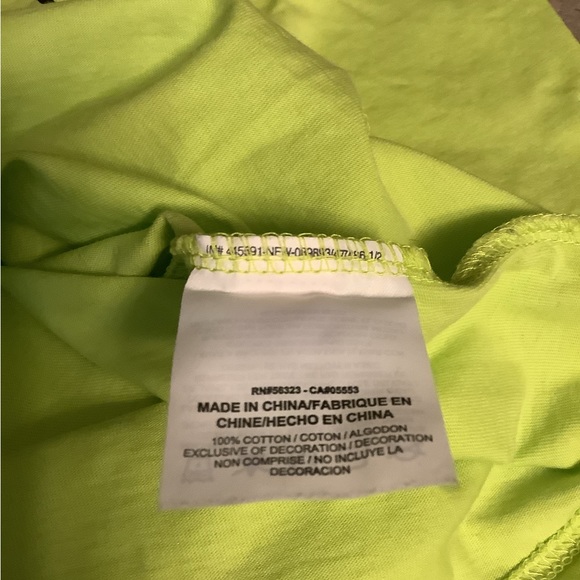 RN#56323 - CA#05553
MADE IN CHINA/FABRIQUE EN
CHINE/HECHO EN CHINA
100% COTTON / COTON / ALGODON
EXCLUSIVE OF DECORATION / DECORATION
NON COMPRISE / NO INCLUYE LA
DECORACION